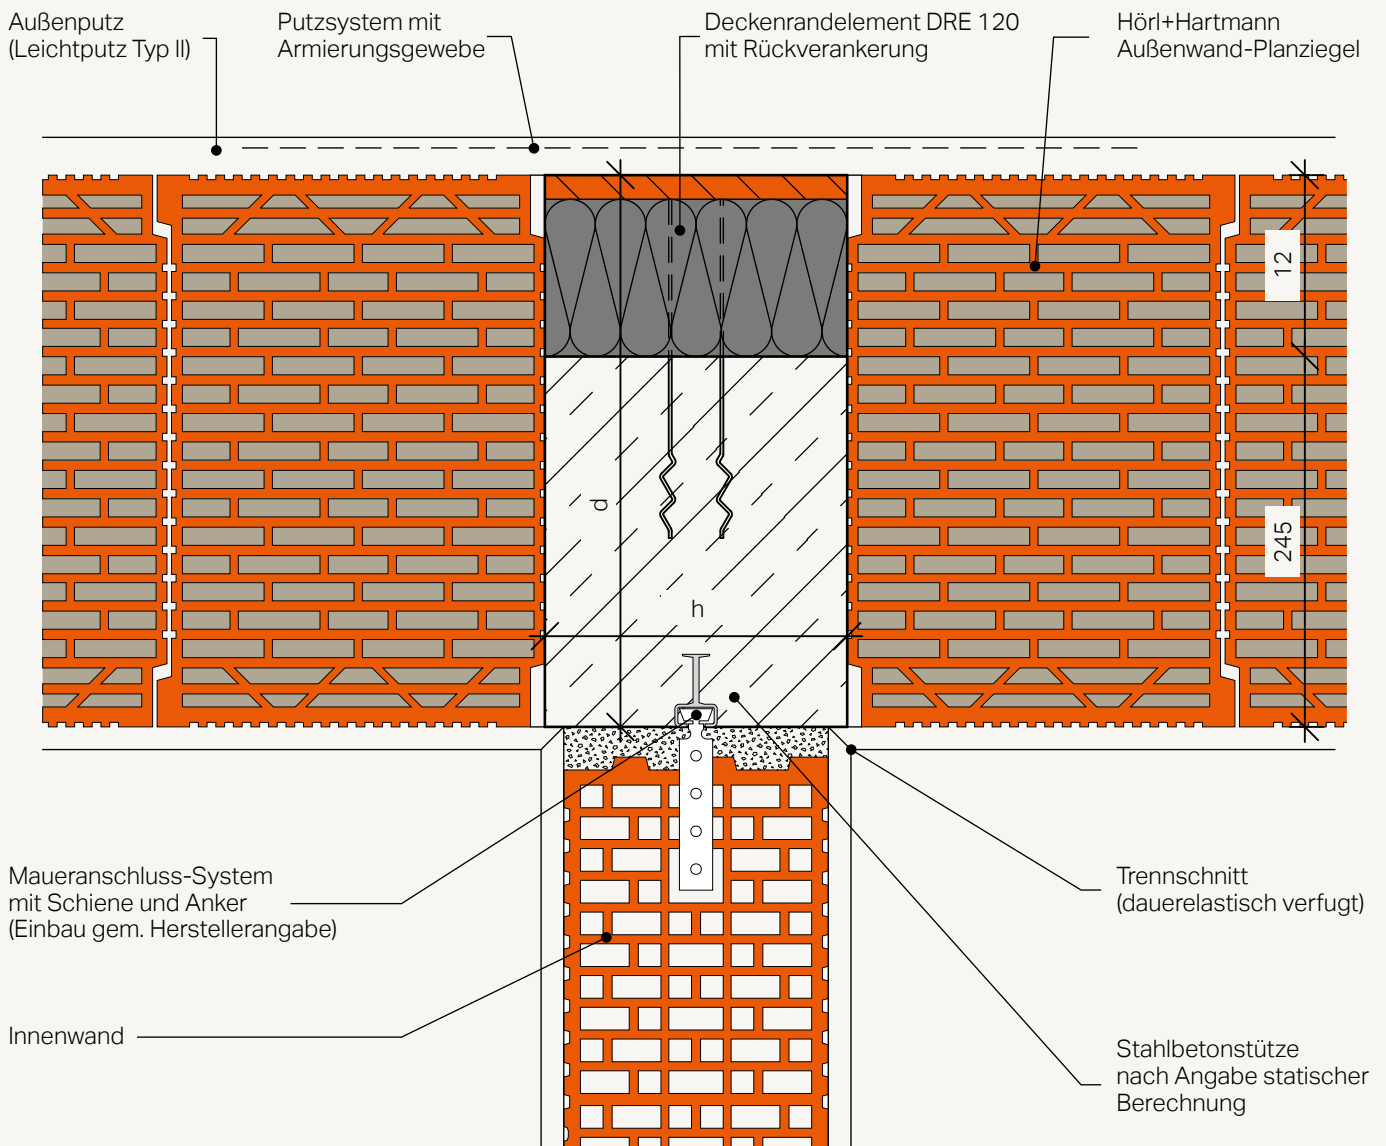 Außenputz
(Leichtputz Typ II)
Putzsystem mit
Armierungsgewebe
Deckenrandelement DRE 120
mit Rückverankerung
Hörl+Hartmann
Außenwand-Planziegel
12
245
d
h
Maueranschluss-System
mit Schiene und Anker
(Einbau gem. Herstellerangabe)
Innenwand
Trennschnitt
(dauerelastisch verfugt)
Stahlbetonstütze
nach Angabe statischer
Berechnung